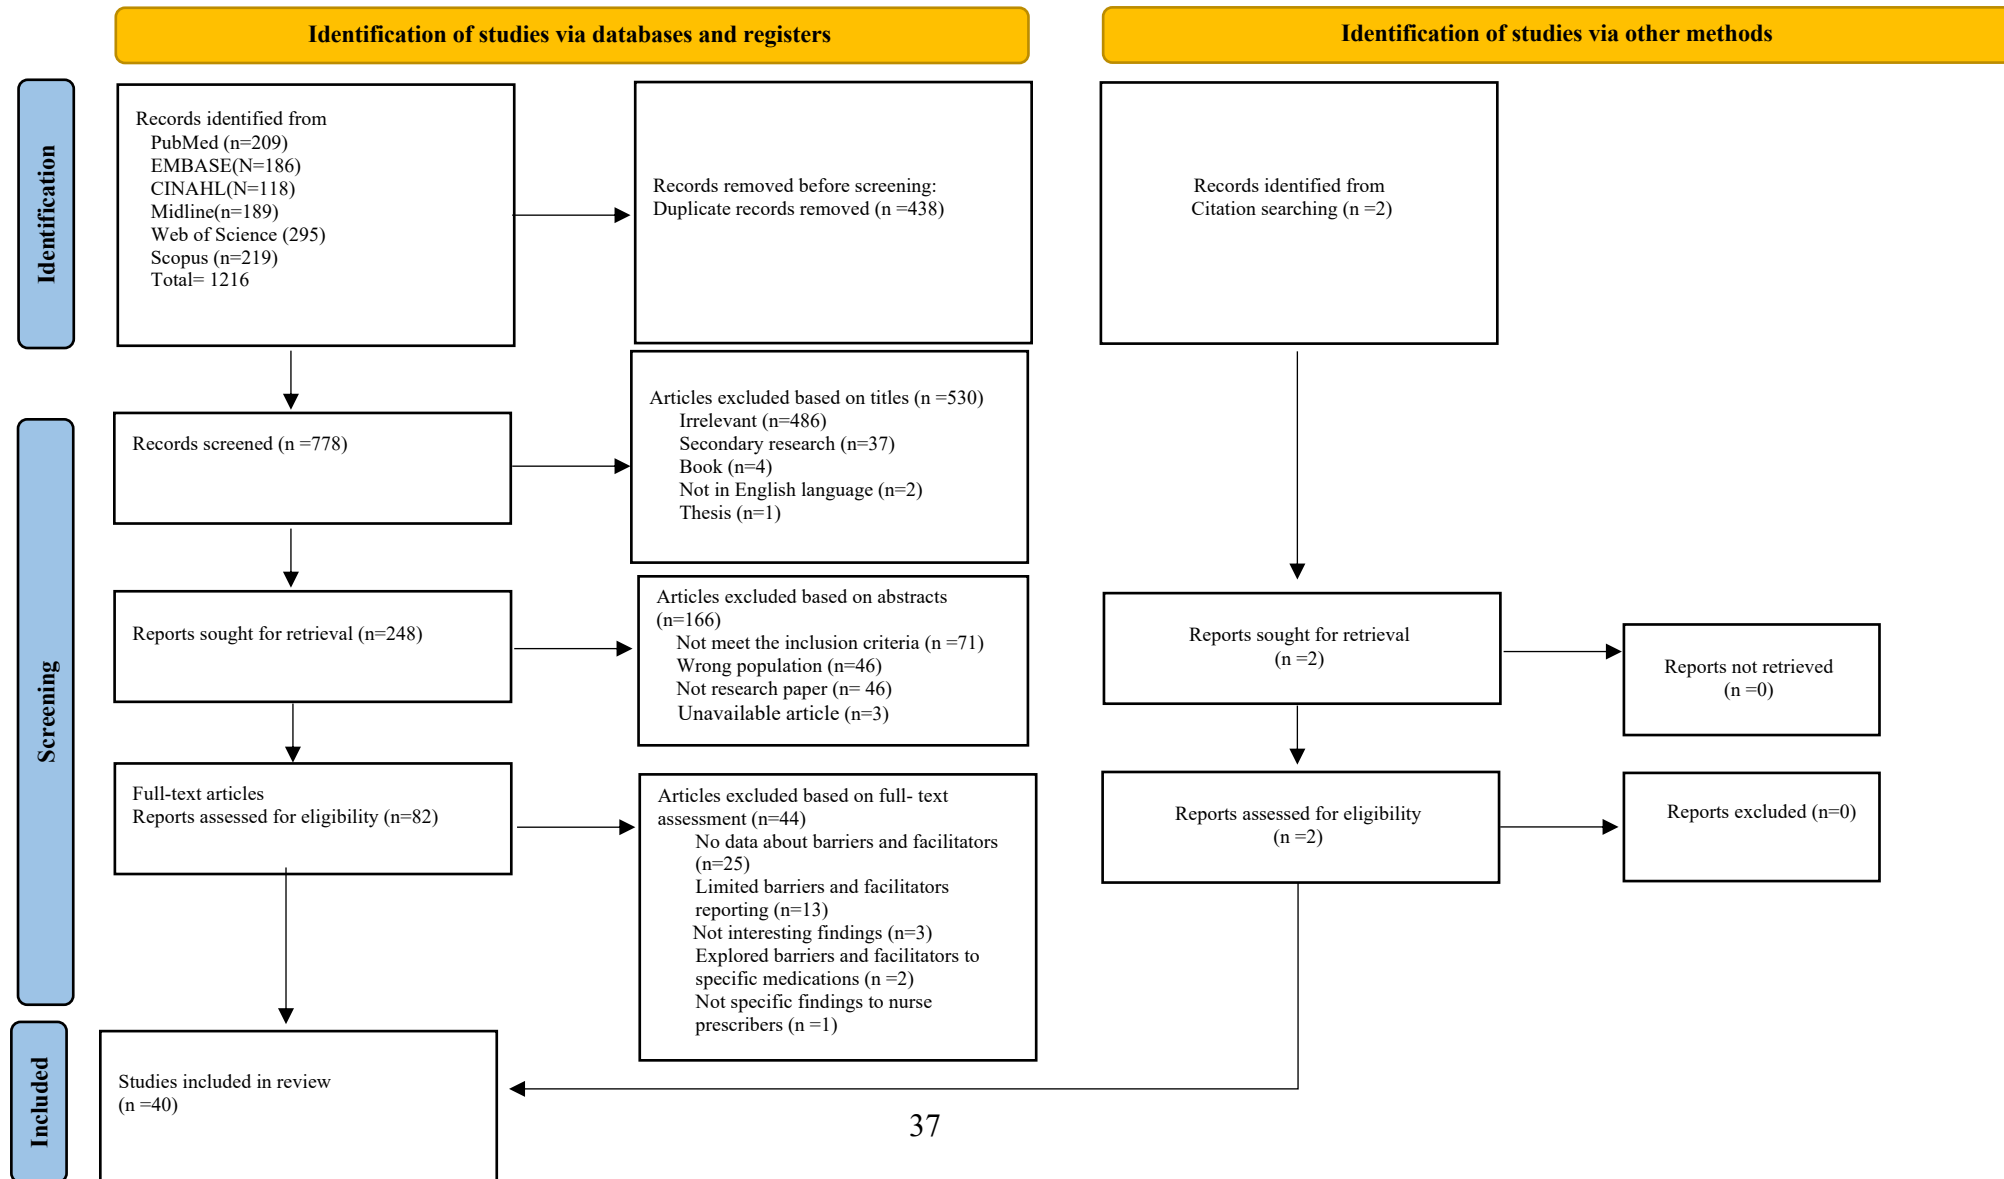 Identification of studies via databases and registers
Identification of studies via other methods
Identification
Records identified from
PubMed (n=209)
EMBASE(N=186)
CINAHL(N=118)
Midline(n=189)
Web of Science (295)
Scopus (n=219)
Total= 1216
Records removed before screening:
Duplicate records removed (n =438)
Records identified from
Citation searching (n =2)
Screening
Records screened (n =778)
Articles excluded based on titles (n =530)
Irrelevant (n=486)
Secondary research (n=37)
Book (n=4)
Not in English language (n=2)
Thesis (n=1)
Reports sought for retrieval (n=248)
Articles excluded based on abstracts
(n=166)
Not meet the inclusion criteria (n =71)
Wrong population (n=46)
Not research paper (n= 46)
Unavailable article (n=3)
Reports sought for retrieval
(n =2)
Reports not retrieved
(n =0)
Full-text articles
Reports assessed for eligibility (n=82)
Articles excluded based on full- text
assessment (n=44)
No data about barriers and facilitators
(n=25)
Limited barriers and facilitators
reporting (n=13)
Not interesting findings (n=3)
Explored barriers and facilitators to
specific medications (n =2)
Not specific findings to nurse
prescribers (n =1)
Reports assessed for eligibility
(n =2)
Reports excluded (n=0)
Included
Studies included in review
(n =40)
37